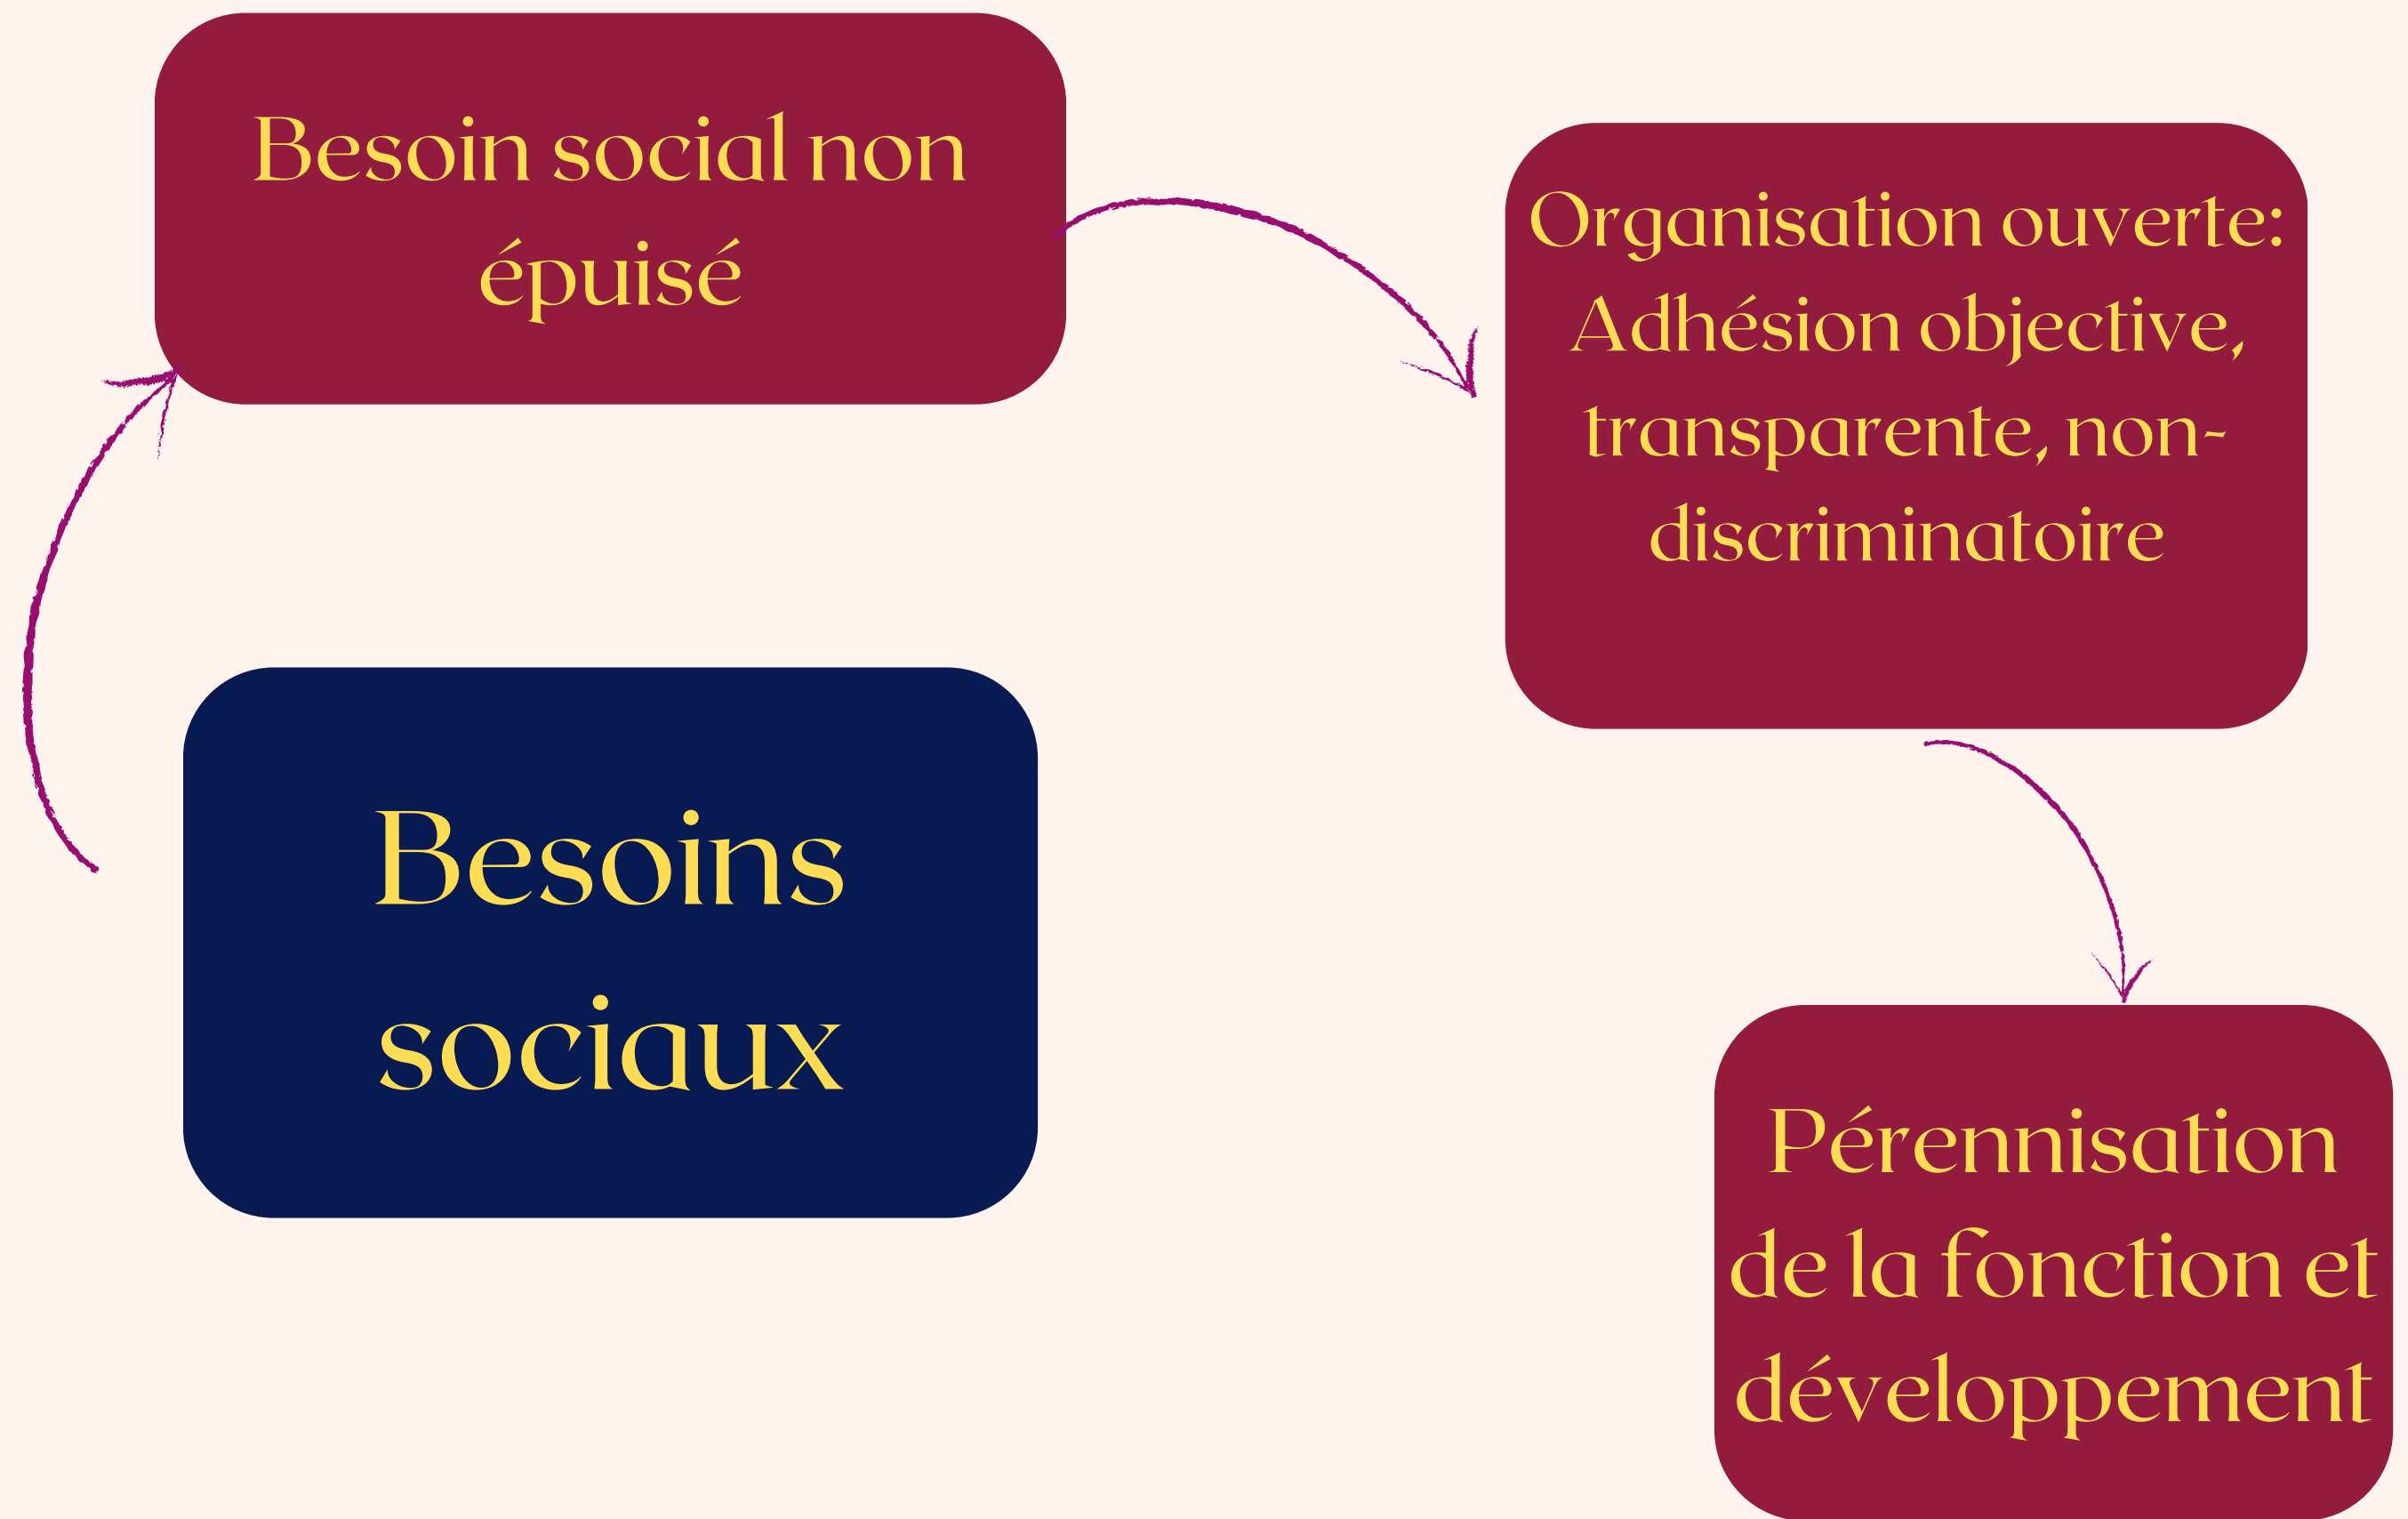 Besoin social non
épuisé
Organisation ouverte:
Adhésion objective,
transparente, non-
discriminatoire
Besoins
sociaux
Pérennisation
de la fonction et
développement